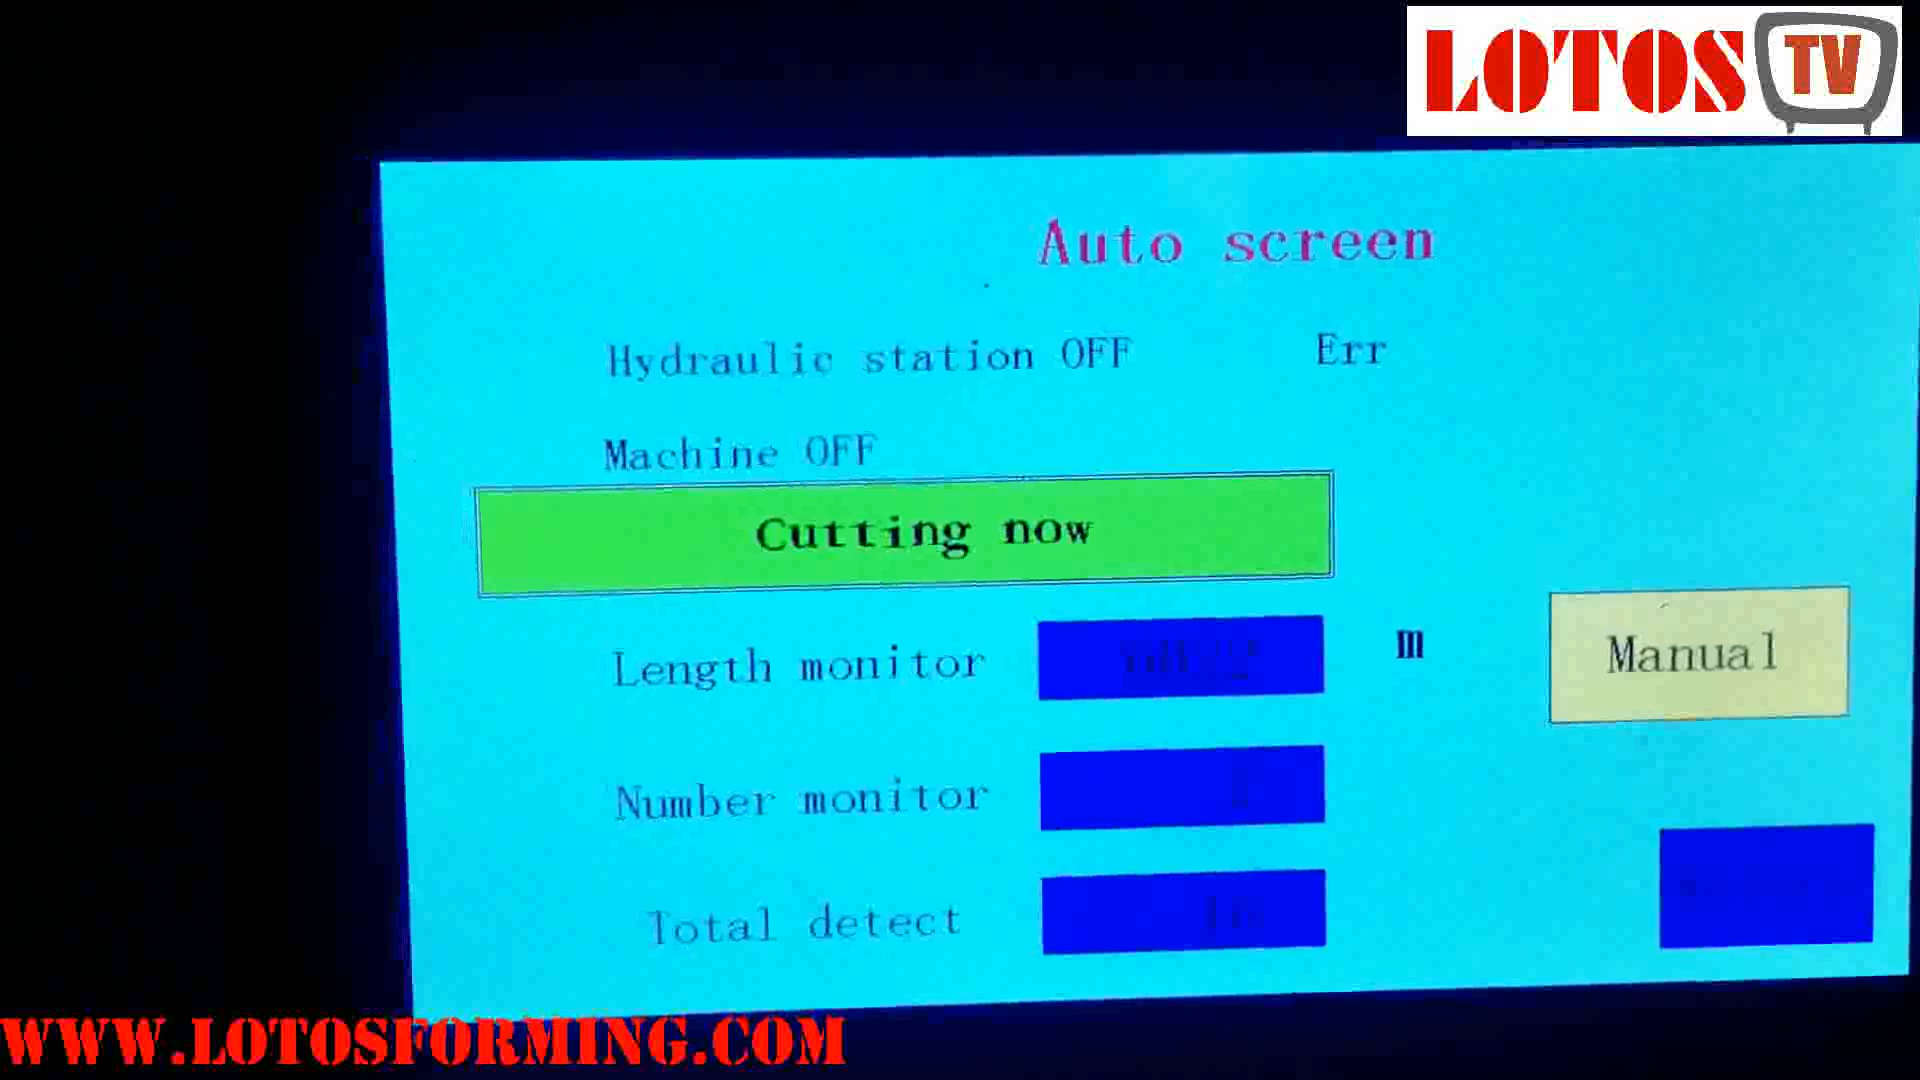 LOTOS TV
Auto screen
Hydraulic station OFF Err
Machine OFF
Cutting now
Length monitor m
Manual
Number monitor
Total detect
WWW.LOTOSFORMING.COM